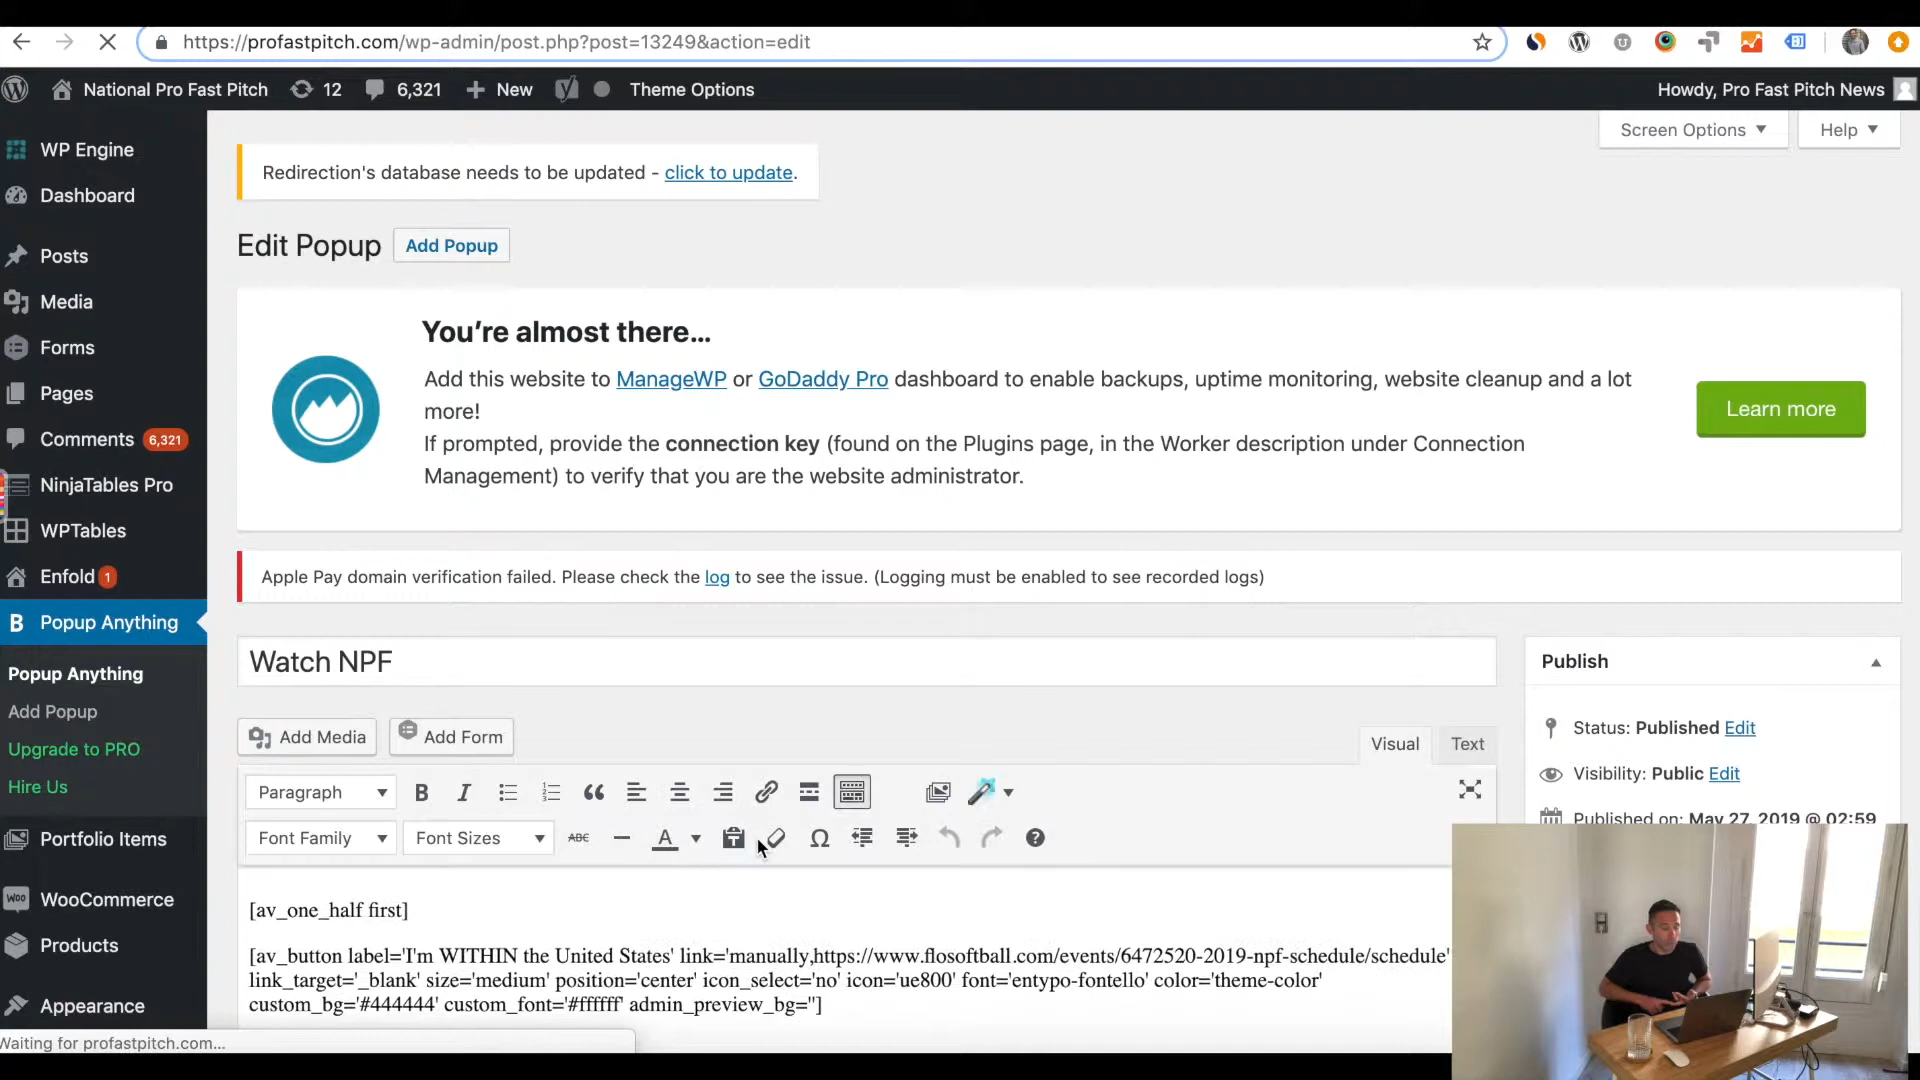 https://profastpitch.com/wp-admin/post.php?post=13249&action=edit
National Pro Fast Pitch
12
6,321
New
Theme Options
Howdy, Pro Fast Pitch News
WP Engine
Dashboard
Posts
Media
Forms
Pages
Comments 6,321
NinjaTables Pro
WPTables
Enfold 1
B Popup Anything
Popup Anything
Add Popup
Upgrade to PRO
Hire Us
Portfolio Items
Woo WooCommerce
Products
Appearance
Screen Options
Help
Redirection's database needs to be updated - click to update.
Edit Popup
Add Popup
You’re almost there…
Add this website to ManageWP or GoDaddy Pro dashboard to enable backups, uptime monitoring, website cleanup and a lot
more!
If prompted, provide the connection key (found on the Plugins page, in the Worker description under Connection
Management) to verify that you are the website administrator.
Learn more
Apple Pay domain verification failed. Please check the log to see the issue. (Logging must be enabled to see recorded logs)
Watch NPF
Add Media
Add Form
Visual
Text
Paragraph
B
I
Font Family
Font Sizes
ABC
A
Ω
[av_one_half first]
[av_button label='I'm WITHIN the United States' link='manually,https://www.flosoftball.com/events/6472520-2019-npf-schedule/schedule'
link_target='_blank' size='medium' position='center' icon_select='no' icon='ue800' font='entypo-fontello' color='theme-color'
custom_bg='#444444' custom_font='#ffffff' admin_preview_bg='']
Publish
Status: Published Edit
Visibility: Public Edit
Published on: May 27, 2019 @ 02:59
Waiting for profastpitch.com...